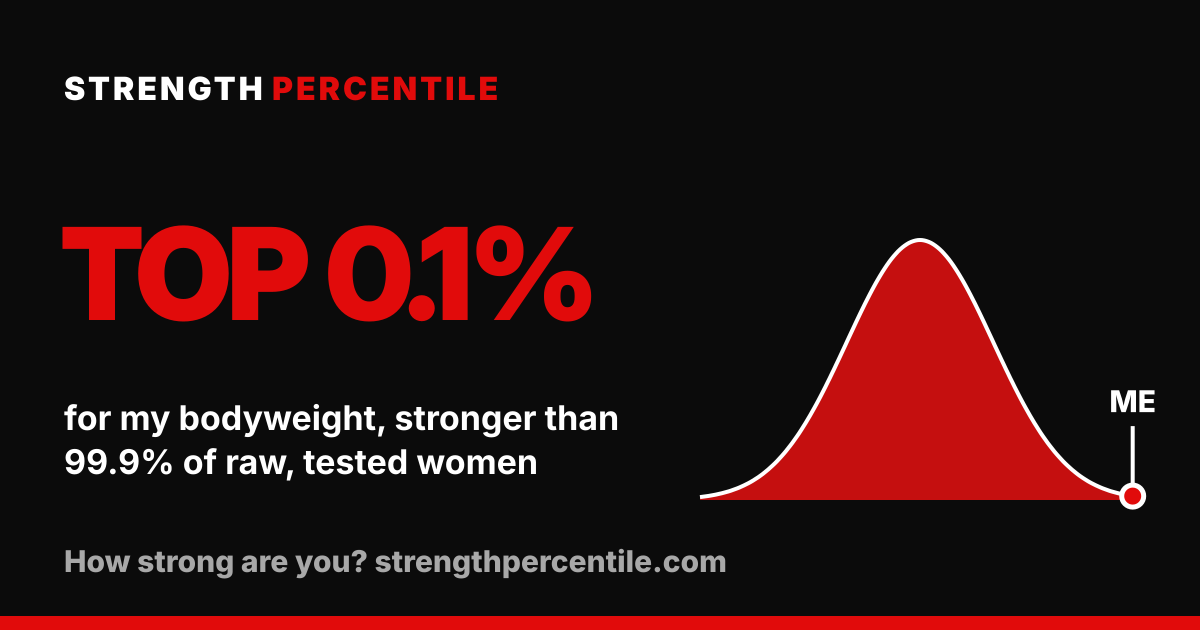 STRENGTH PERCENTILE
TOP 0.1%
for my bodyweight, stronger than
99.9% of raw, tested women
ME
How strong are you? strengthpercentile.com